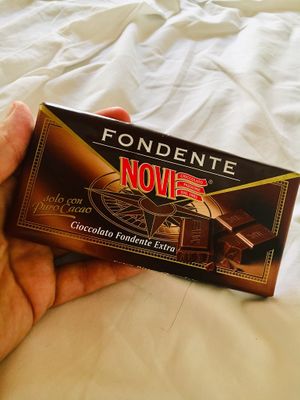 FONDENTE
NOVI
®
solo con
Puro Cacao
Cioccolato Fondente Extra